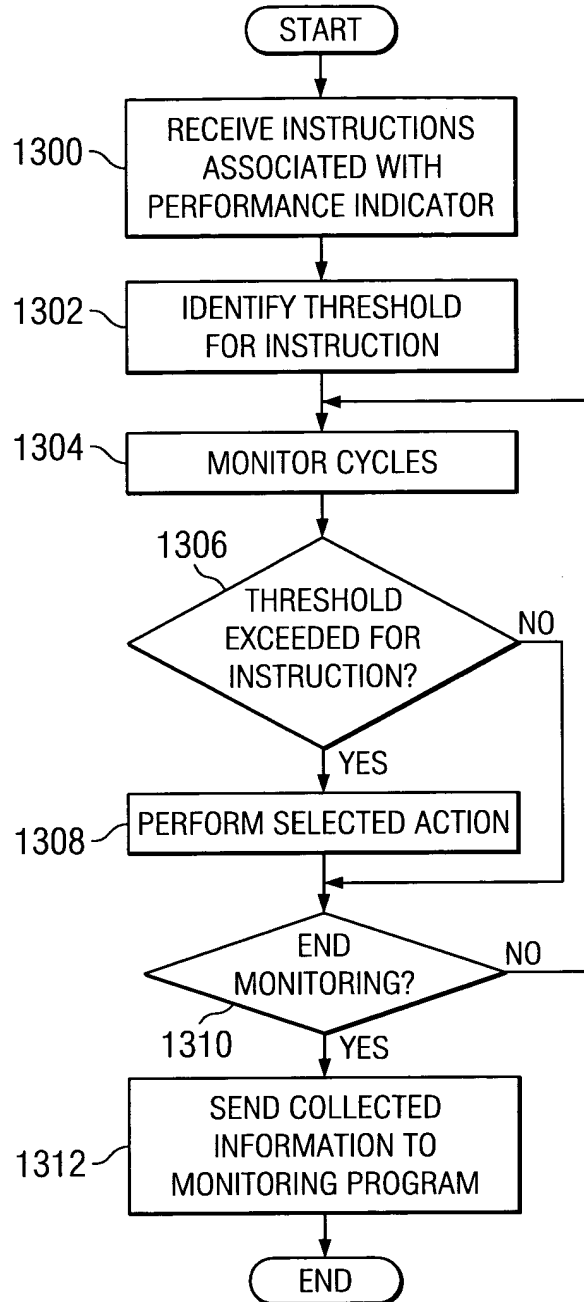 START
1300
RECEIVE INSTRUCTIONS
ASSOCIATED WITH
PERFORMANCE INDICATOR
1302
IDENTIFY THRESHOLD
FOR INSTRUCTION
1304
MONITOR CYCLES
1306
THRESHOLD
EXCEEDED FOR
INSTRUCTION?
NO
YES
1308
PERFORM SELECTED ACTION
END
MONITORING?
NO
1310
YES
1312
SEND COLLECTED
INFORMATION TO
MONITORING PROGRAM
END